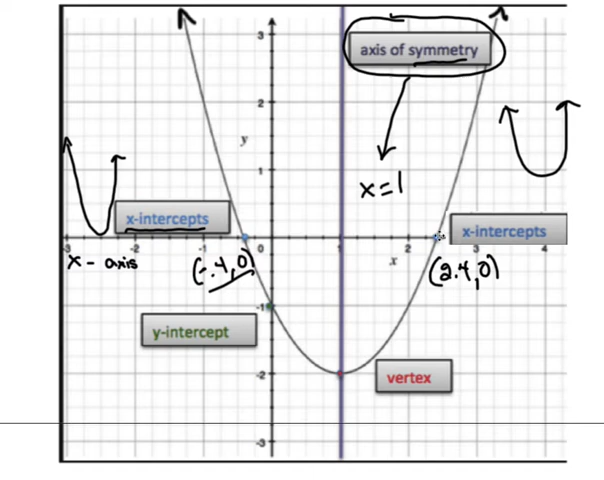 3
axis of symmetry
2
y
1
x=1
x-intercepts
x-intercepts
-3 -2 -1 0 1 2 3 4
x - axis
(-.4,0)
x
(2.4,0)
-1
y-intercept
-2
vertex
-3